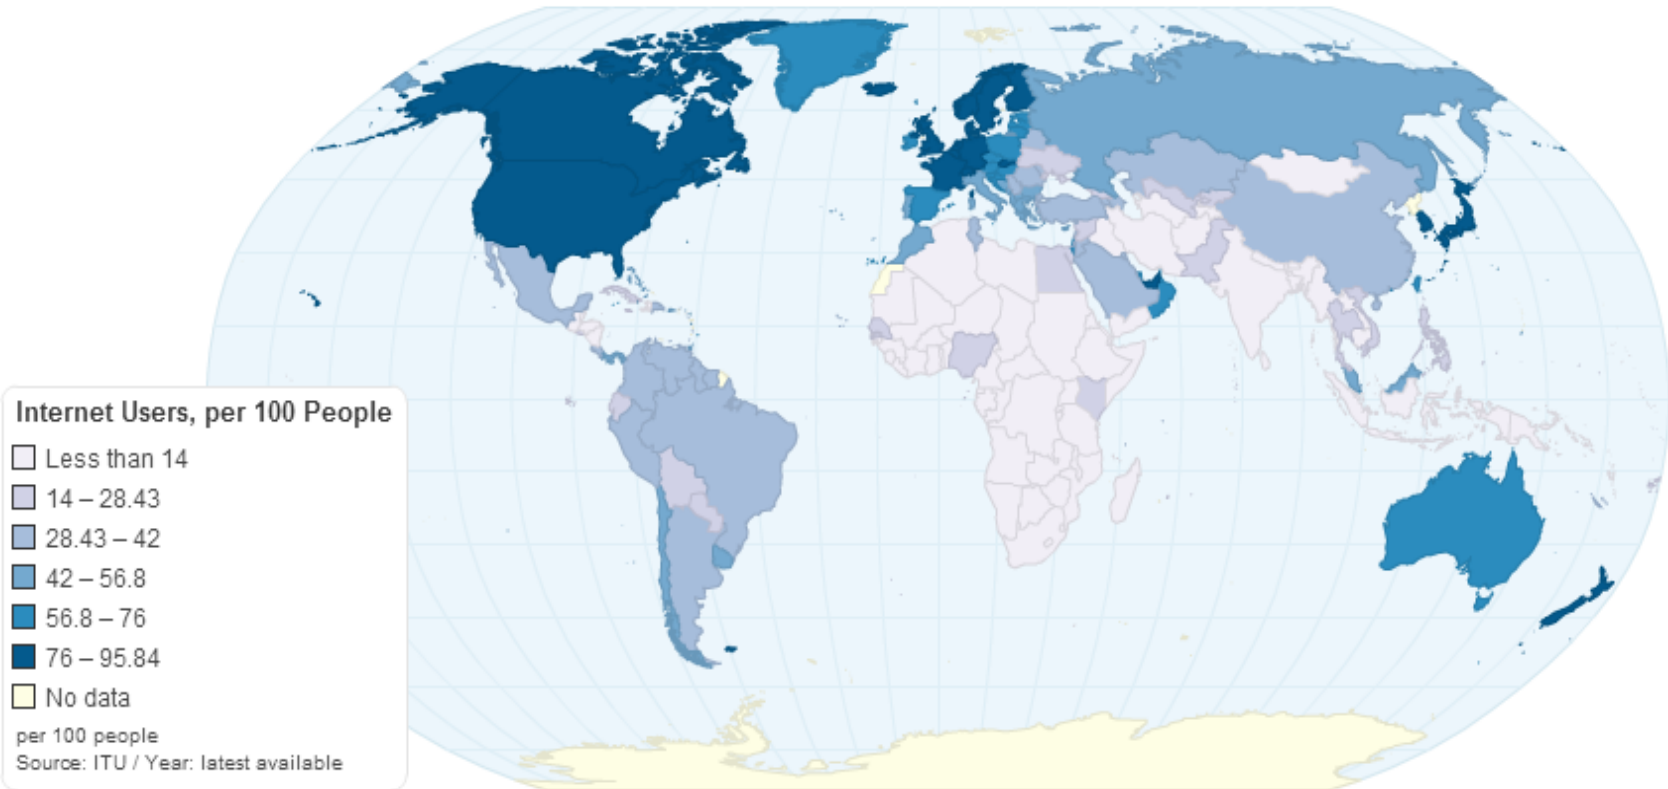 Internet Users, per 100 People
Less than 14
14 – 28.43
28.43 – 42
42 – 56.8
56.8 – 76
76 – 95.84
No data
per 100 people
Source: ITU / Year: latest available